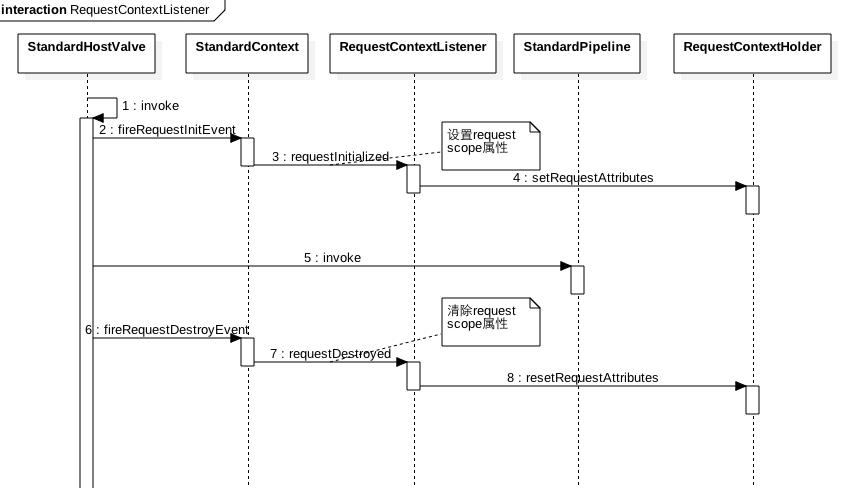 interaction RequestContextListener
StandardHostValve
StandardContext
RequestContextListener
StandardPipeline
RequestContextHolder
1 : invoke
2 : fireRequestInitEvent
设置request
scope属性
3 : requestInitialized
4 : setRequestAttributes
5 : invoke
清除request
scope属性
6 : fireRequestDestroyEvent
7 : requestDestroyed
8 : resetRequestAttributes